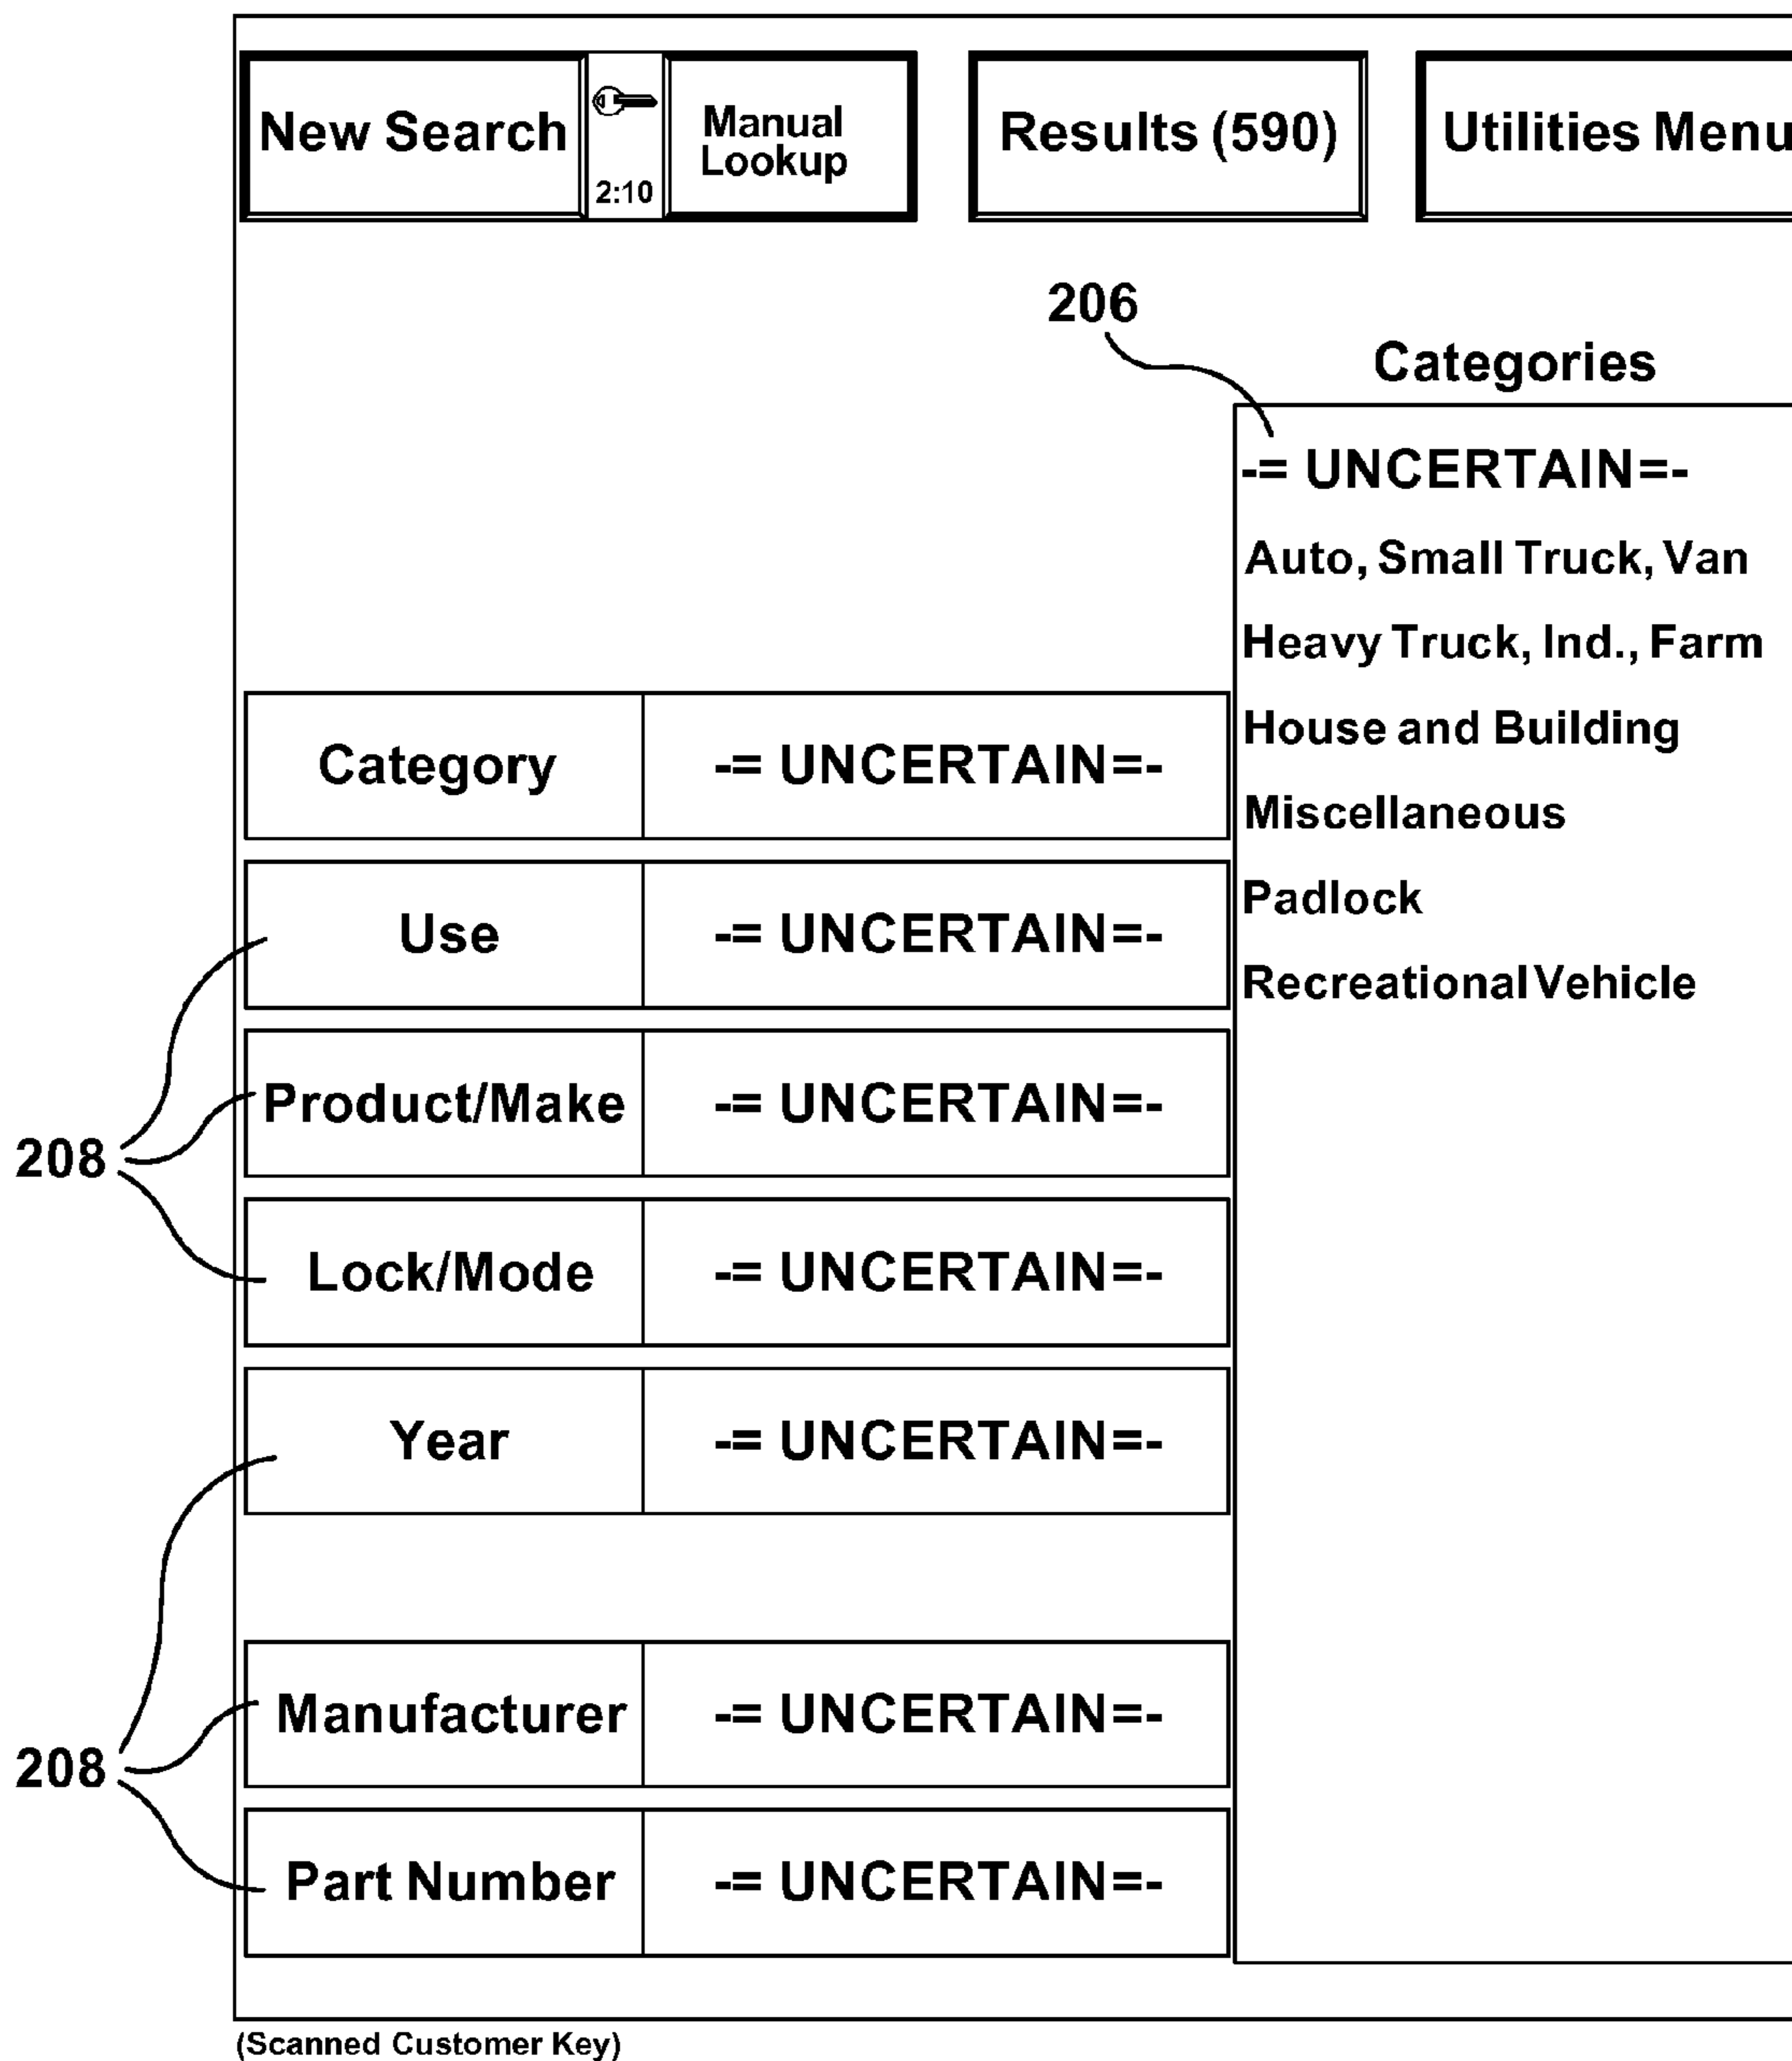 New Search
2:10
Manual
Lookup
Results (590)
Utilities Menu
206
Categories
-= UNCERTAIN=-
Auto, Small Truck, Van
Heavy Truck, Ind., Farm
House and Building
Miscellaneous
Padlock
Recreational Vehicle
Category -= UNCERTAIN=-
Use -= UNCERTAIN=-
Product/Make -= UNCERTAIN=-
208
Lock/Mode -= UNCERTAIN=-
Year -= UNCERTAIN=-
Manufacturer -= UNCERTAIN=-
208
Part Number -= UNCERTAIN=-
(Scanned Customer Key)